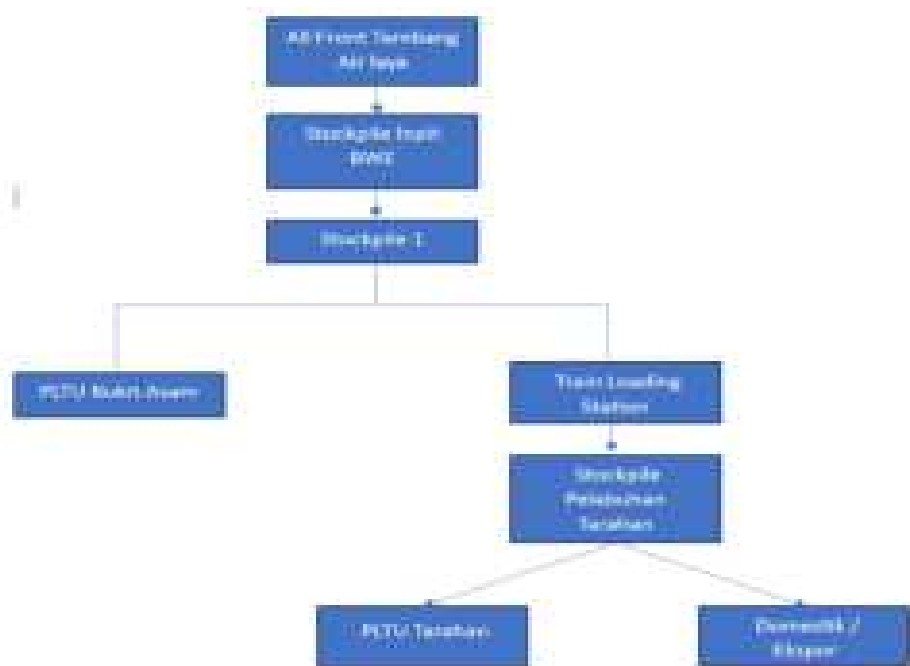 All Front Tambang
Air laya
Stockpile
Stockpile 1
PLTU Bukit Asam
Train Loading
Station
Stockpile
Pelabuhan
Tarahan
PLTU Tarahan
Domestik /
Ekspor